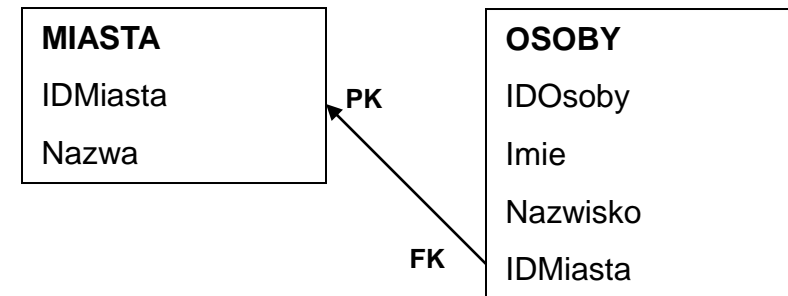 MIASTA
IDMiasta
Nazwa
PK
FK
OSOBY
IDOsoby
Imie
Nazwisko
IDMiasta